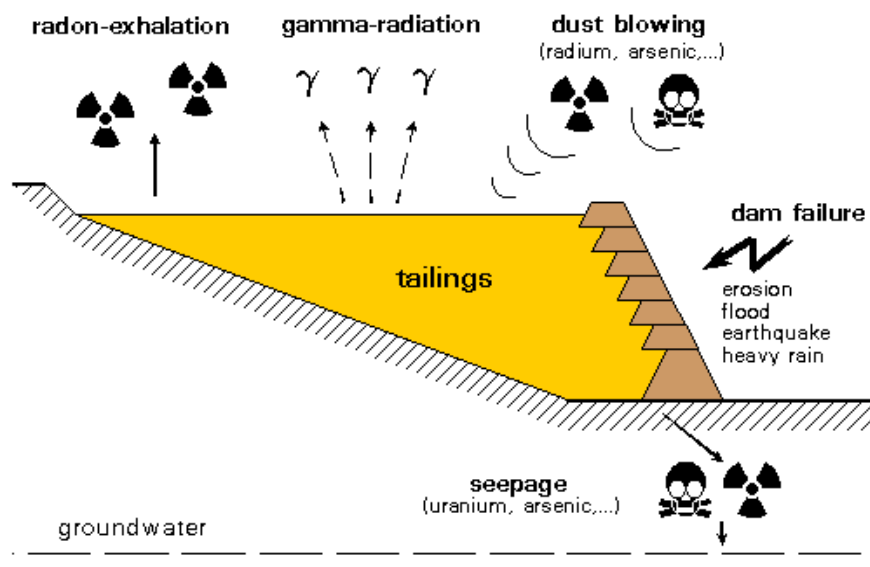 radon-exhalation
gamma-radiation
dust blowing
(radium, arsenic,...)
γ γ γ
dam failure
erosion
flood
earthquake
heavy rain
tailings
seepage
(uranium, arsenic,...)
groundwater